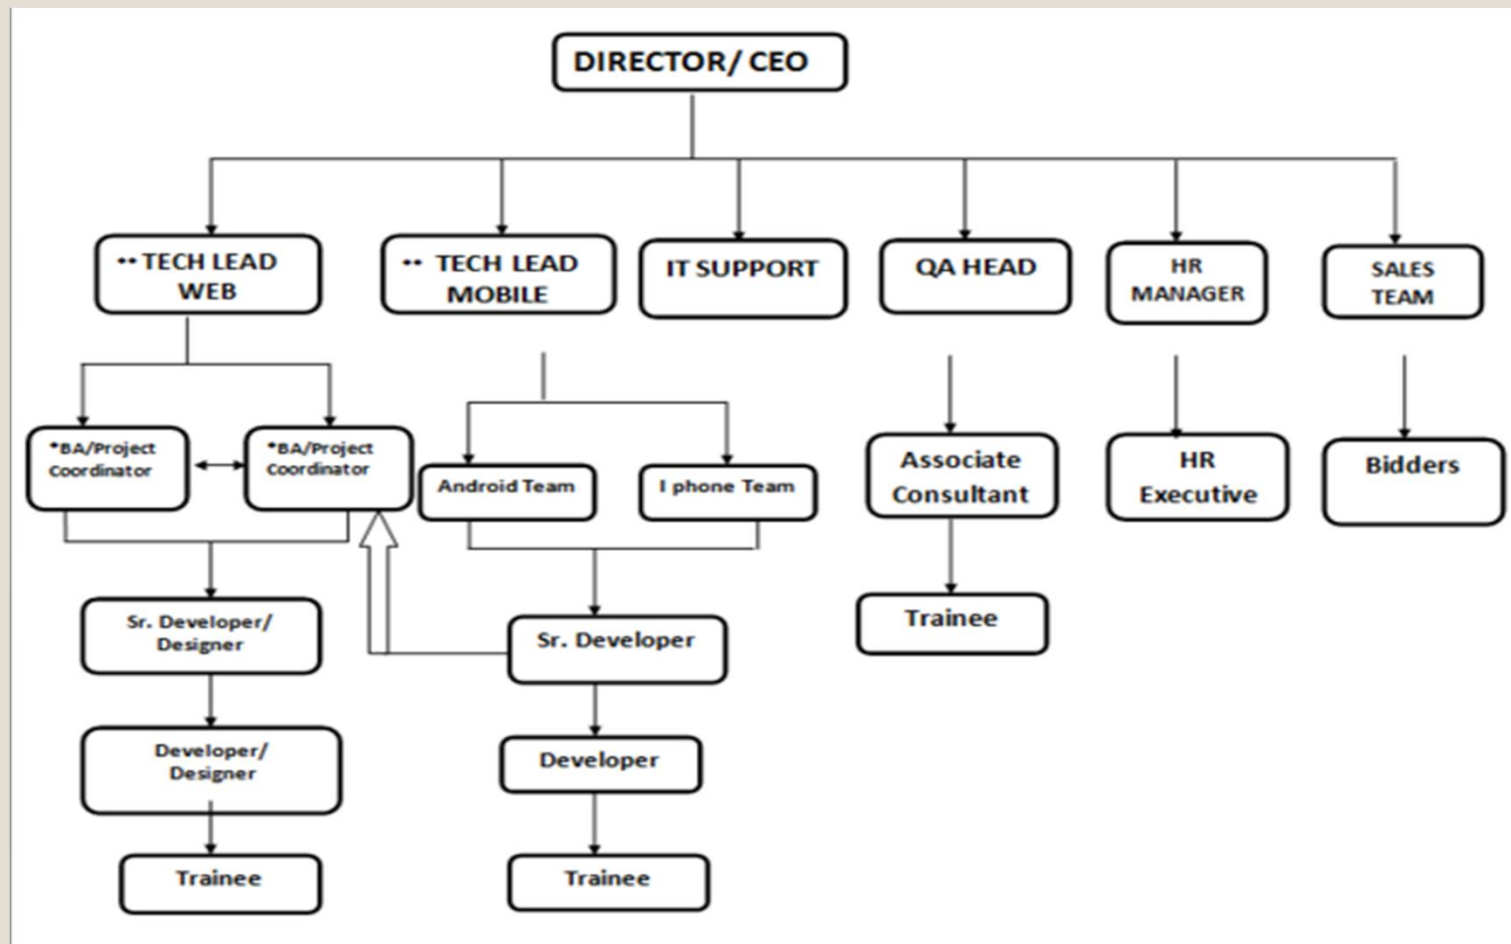 DIRECTOR/ CEO
•• TECH LEAD
WEB
•• TECH LEAD
MOBILE
IT SUPPORT
QA HEAD
HR
MANAGER
SALES
TEAM
*BA/Project
Coordinator
*BA/Project
Coordinator
Android Team
I phone Team
Associate
Consultant
HR
Executive
Bidders
Sr. Developer/
Designer
Sr. Developer
Trainee
Developer/
Designer
Developer
Trainee
Trainee